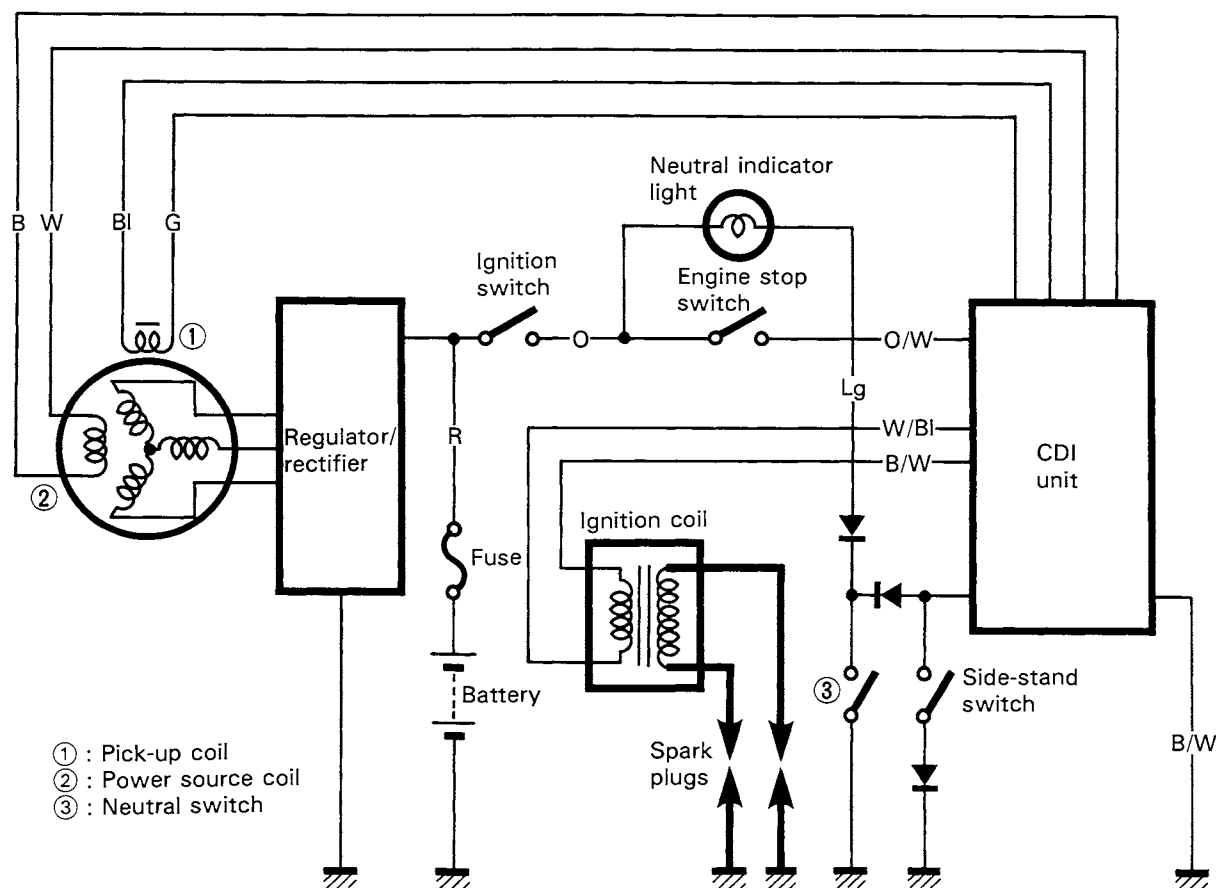 B
W
Bl
G
①
②
Neutral indicator
light
Ignition
switch
Engine stop
switch
O
O/W
Lg
R
Regulator/
rectifier
W/Bl
B/W
CDI
unit
Ignition coil
Fuse
Battery
③
Side-stand
switch
Spark
plugs
B/W
① : Pick-up coil
② : Power source coil
③ : Neutral switch